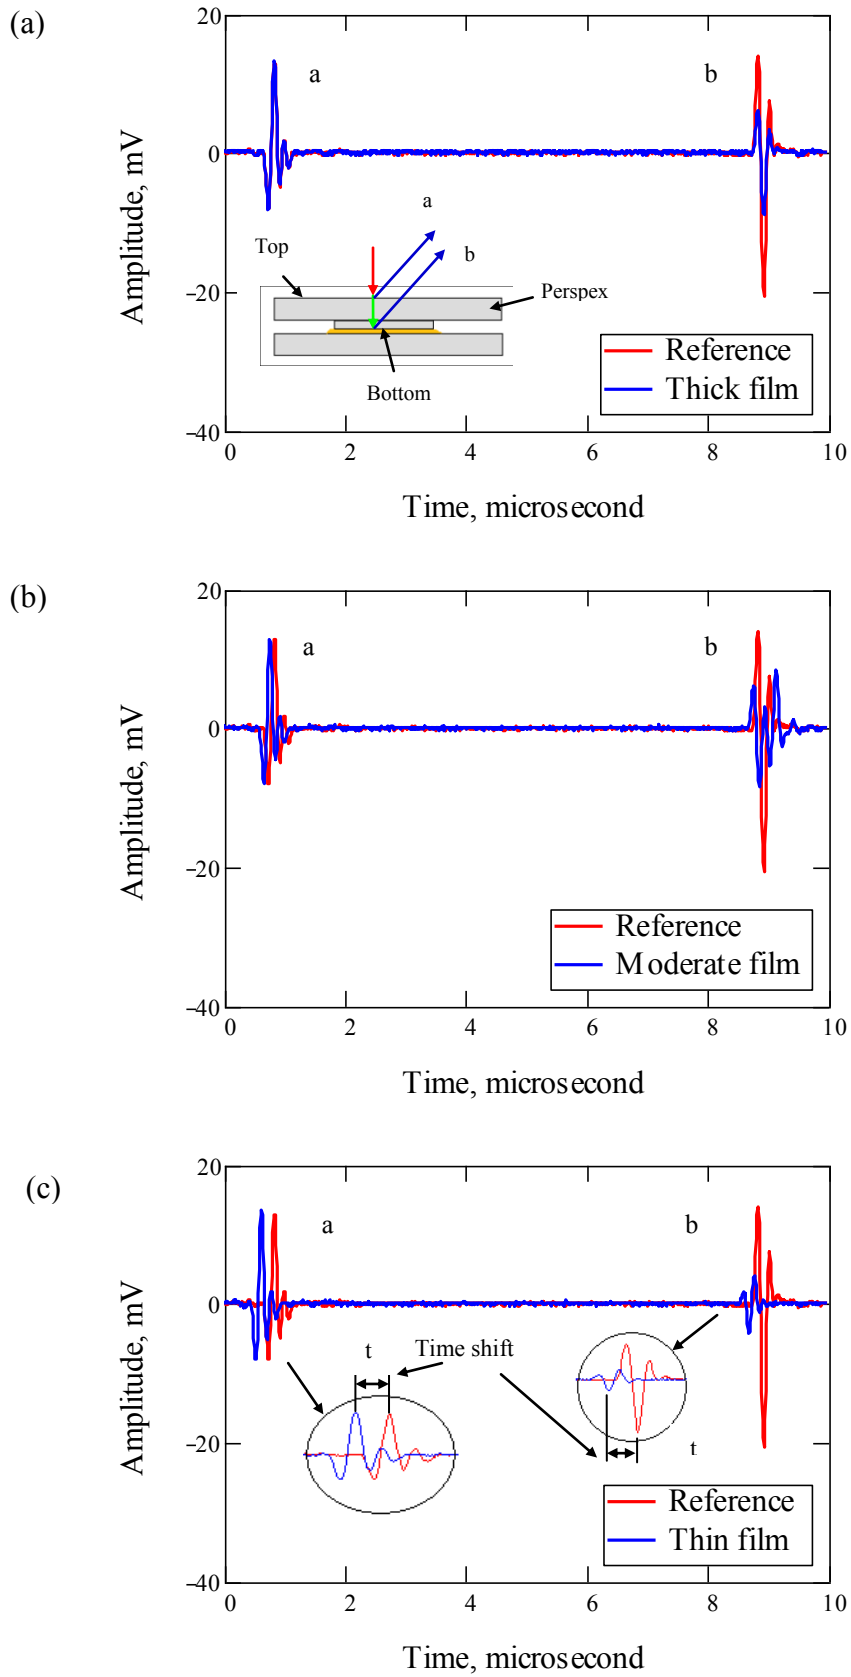 (a)
20
0
−20
−40
Amplitude, mV
a
b
a
b
Top
Perspex
Bottom
Reference
Thick film
0 2 4 6 8 10
Time, microsecond
(b)
20
0
−20
−40
Amplitude, mV
a
b
Reference
Moderate film
0 2 4 6 8 10
Time, microsecond
(c)
20
0
−20
−40
Amplitude, mV
a
b
t
Time shift
t
Reference
Thin film
0 2 4 6 8 10
Time, microsecond